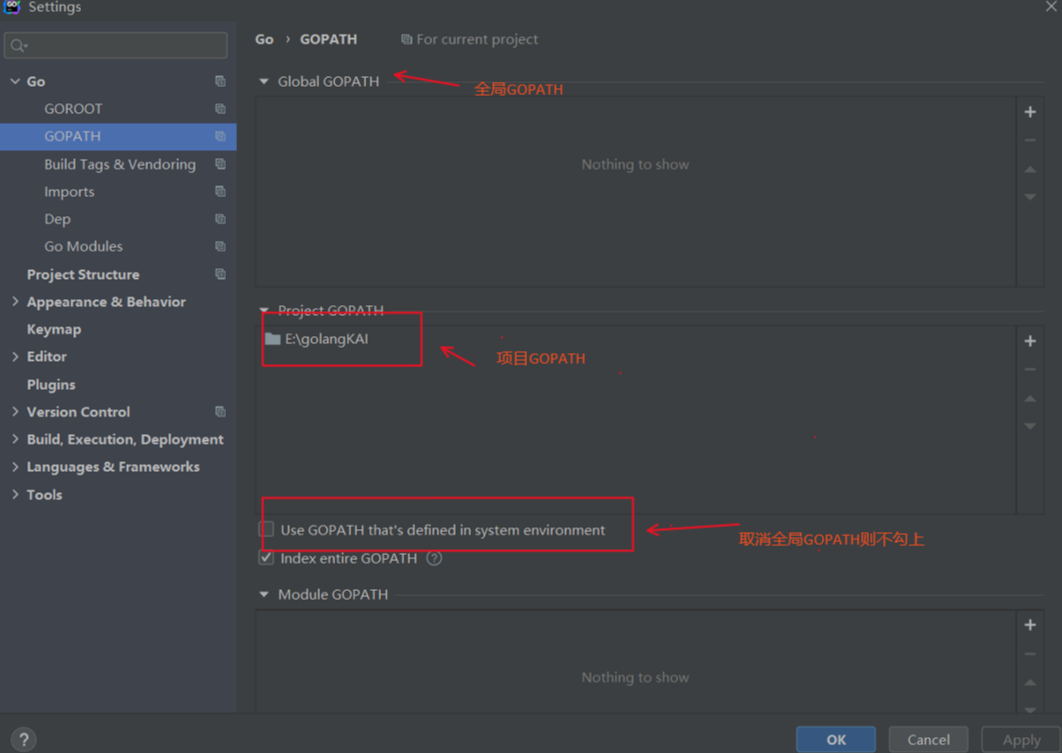 Settings
Go › GOPATH For current project
Go
GOROOT
GOPATH
Build Tags & Vendoring
Imports
Dep
Go Modules
Project Structure
Appearance & Behavior
Keymap
Editor
Plugins
Version Control
Build, Execution, Deployment
Languages & Frameworks
Tools
Global GOPATH
全局GOPATH
Nothing to show
Project GOPATH
E:\golangKAI
项目GOPATH
Use GOPATH that's defined in system environment
取消全局GOPATH则不勾上
Index entire GOPATH ?
Module GOPATH
Nothing to show
? OK Cancel Apply